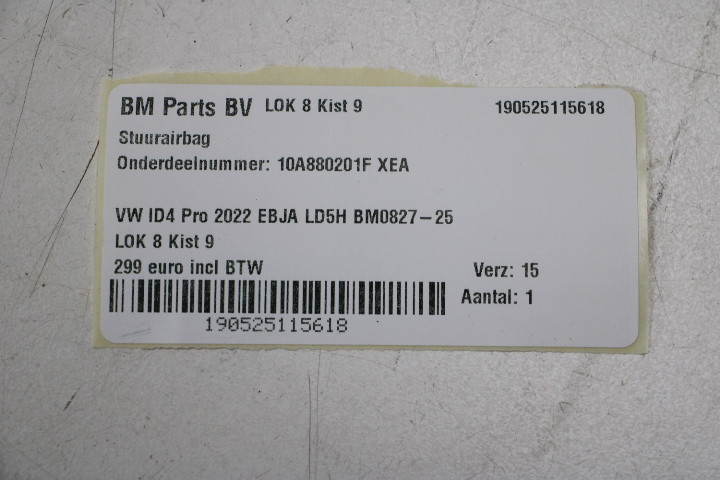 BM Parts BV LOK 8 Kist 9 190525115618
Stuurairbag
Onderdeelnummer: 10A880201F XEA
VW ID4 Pro 2022 EBJA LD5H BM0827-25
LOK 8 Kist 9
299 euro incl BTW Verz: 15
Aantal: 1
190525115618